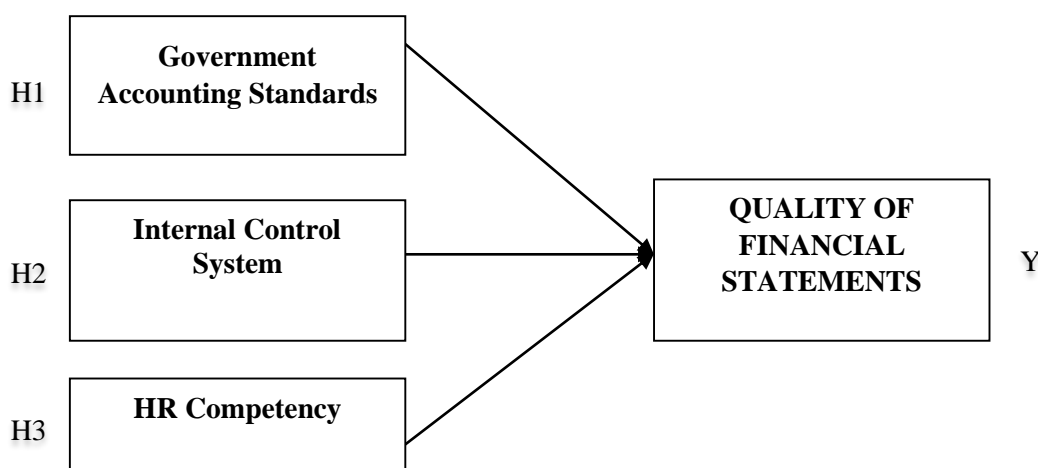 Government
Accounting Standards
H1
Internal Control
System
H2
HR Competency
H3
QUALITY OF
FINANCIAL
STATEMENTS
Y